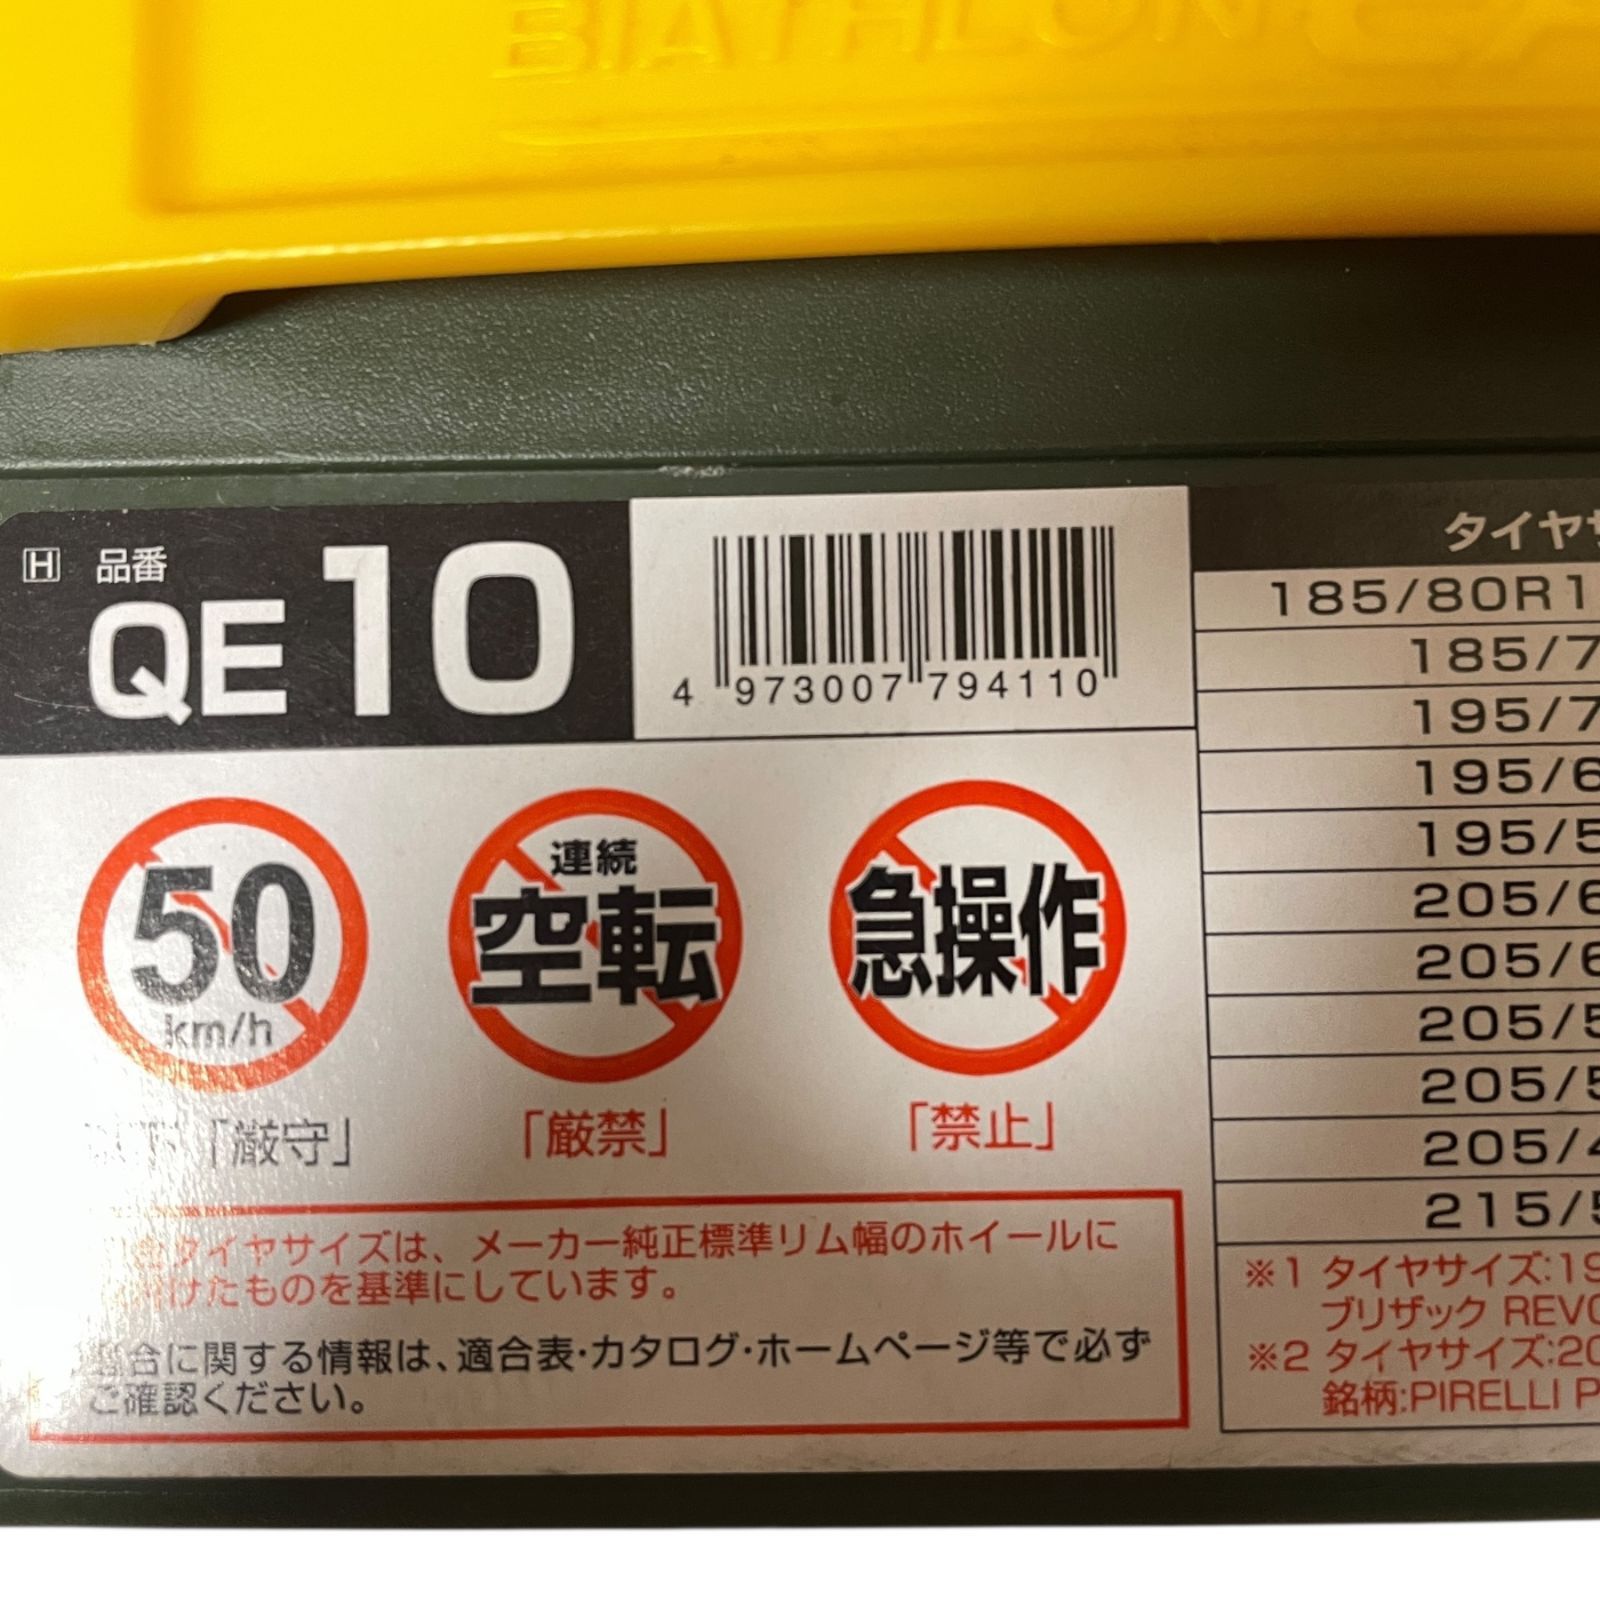 BIATHLON
H 品番
QE10
4 973007 794110
50
km/h
「厳守」
連続
空転
「厳禁」
急操作
「禁止」
タイヤサイズは、メーカー純正標準リム幅のホイールに
けたものを基準にしています。
合に関する情報は、適合表・カタログ・ホームページ等で必ず
ご確認ください。
タイヤ
185/80R1
185/7
195/7
195/6
195/5
205/6
205/6
205/5
205/5
205/4
215/5
※1 タイヤサイズ:19
ブリザック REVO
※2 タイヤサイズ:20
銘柄:PIRELLI P